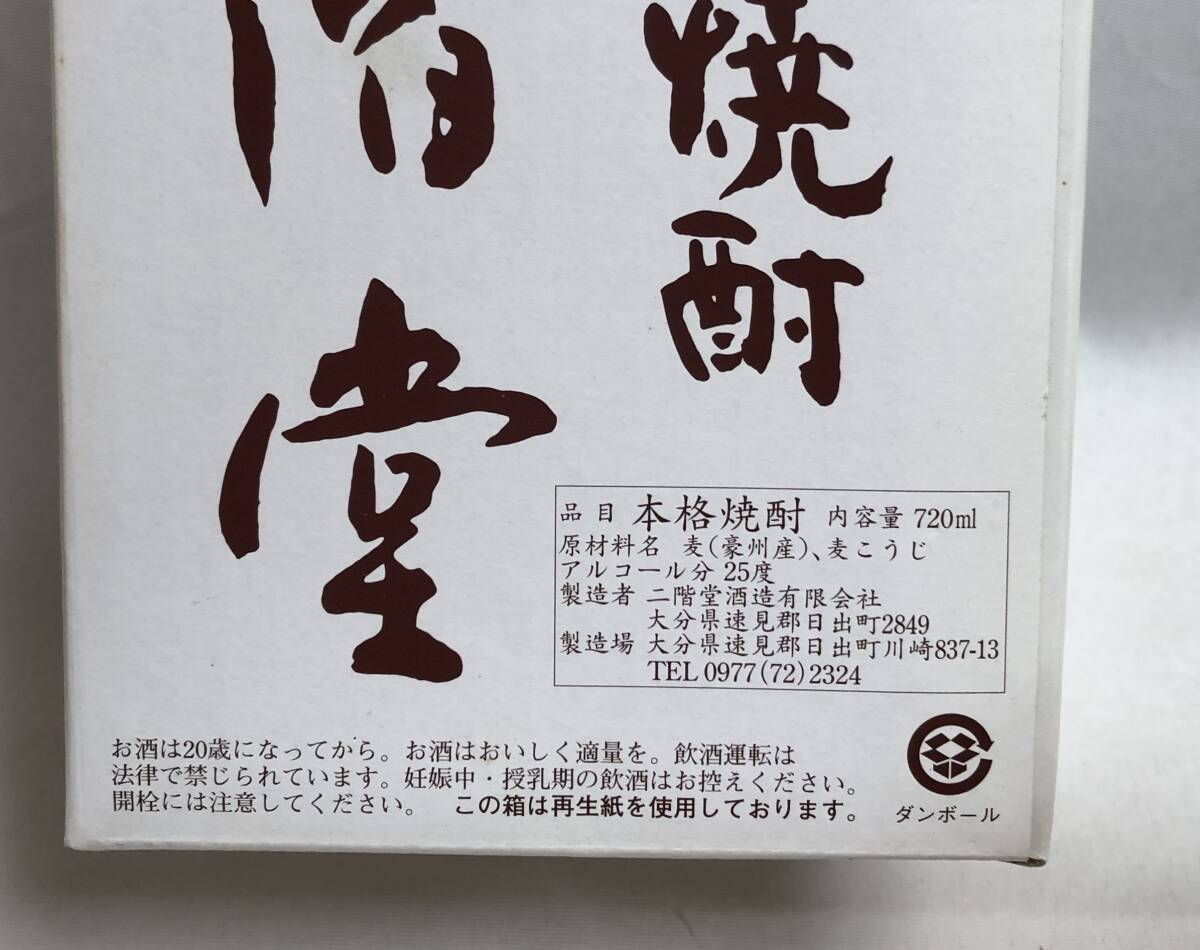 焼酎
階堂
品目 本格焼酎 内容量 720ml
原材料名 麦(豪州産)、麦こうじ
アルコール分 25度
製造者 二階堂酒造有限会社
大分県速見郡日出町2849
製造場 大分県速見郡日出町川崎837-13
TEL 0977(72)2324
お酒は20歳になってから。お酒はおいしく適量を。飲酒運転は
法律で禁じられています。妊娠中・授乳期の飲酒はお控えください。
開栓には注意してください。 この箱は再生紙を使用しております。
ダンボール